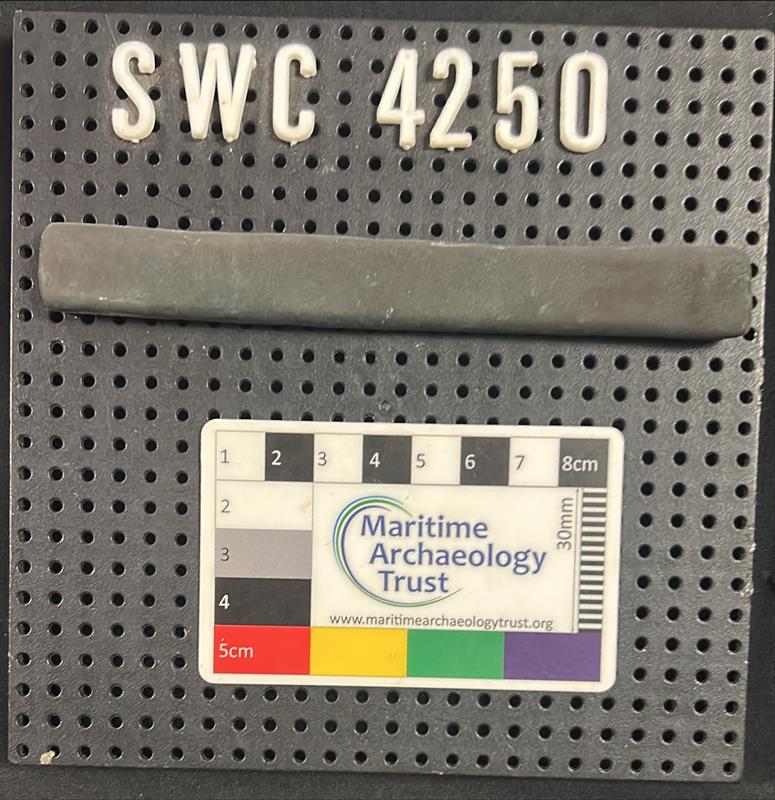 SWC 4250
1 2 3 4 5 6 7 8cm
2
3
4
5cm
30mm
Maritime
Archaeology
Trust
www.maritimearchaeologytrust.org